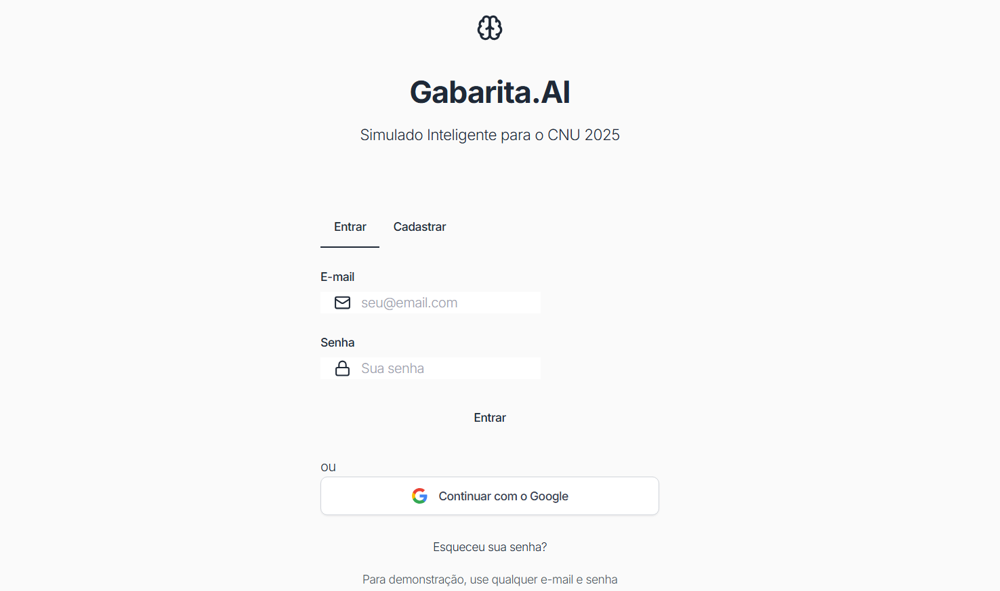 Gabarita.AI
Simulado Inteligente para o CNU 2025
Entrar Cadastrar
E-mail
seu@email.com
Senha
Sua senha
Entrar
ou
Continuar com o Google
Esqueceu sua senha?
Para demonstração, use qualquer e-mail e senha